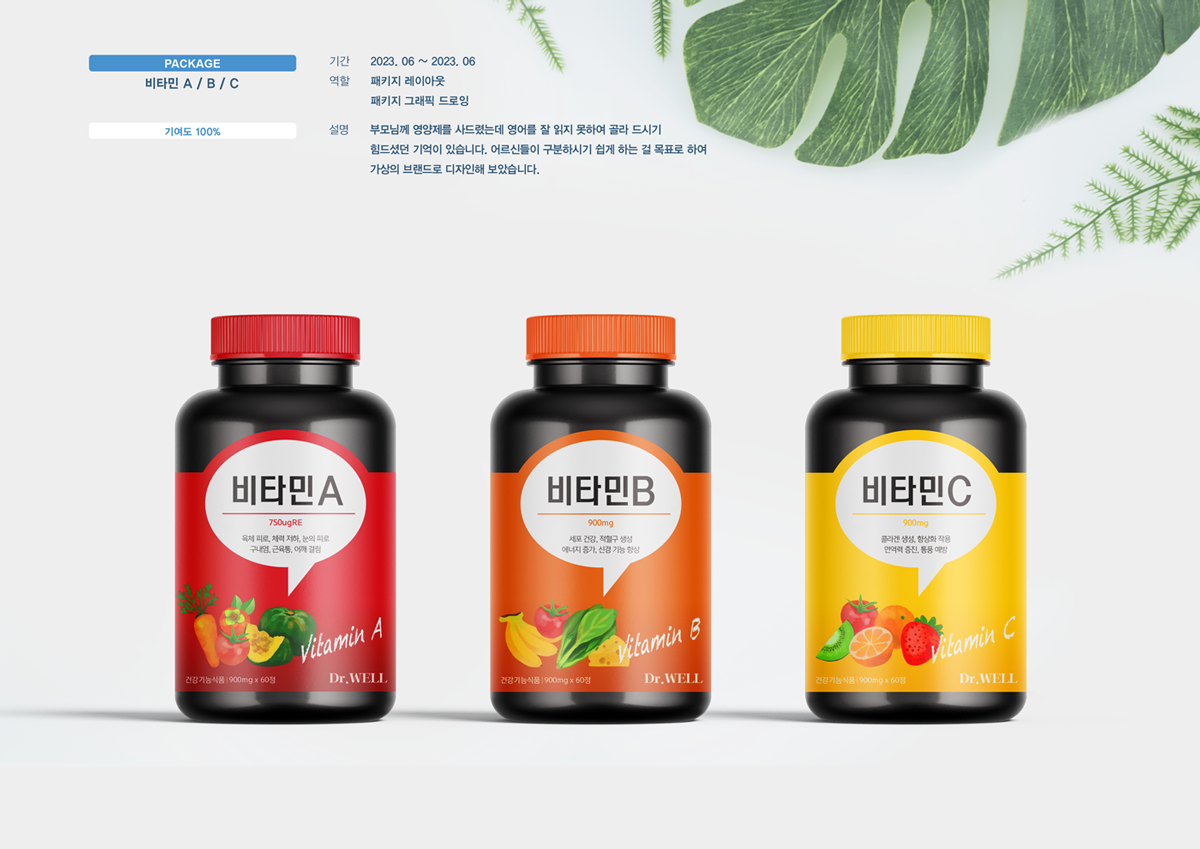 PACKAGE
비타민 A / B / C
기여도 100%
기간 2023. 06 ~ 2023. 06
역할 패키지 레이아웃
패키지 그래픽 드로잉
설명 부모님께 영양제를 사드렸는데 영어를 잘 읽지 못하여 골라 드시기
힘드셨던 기억이 있습니다. 어르신들이 구분하시기 쉽게 하는 걸 목표로 하여
가상의 브랜드로 디자인해 보았습니다.
비타민A
750ugRE
육체 피로, 체력 저하, 눈의 피로
구내염, 근육통, 어깨 결림
Vitamin A
건강기능식품 | 900mg x 60정
Dr.WELL
비타민B
900mg
세포 건강, 적혈구 생성
에너지 증가, 신경 기능 향상
Vitamin B
건강기능식품 | 900mg x 60정
Dr.WELL
비타민C
900mg
콜라겐 생성, 항상화 작용
면역력 증진, 통풍 예방
Vitamin C
건강기능식품 | 900mg x 60정
Dr.WELL